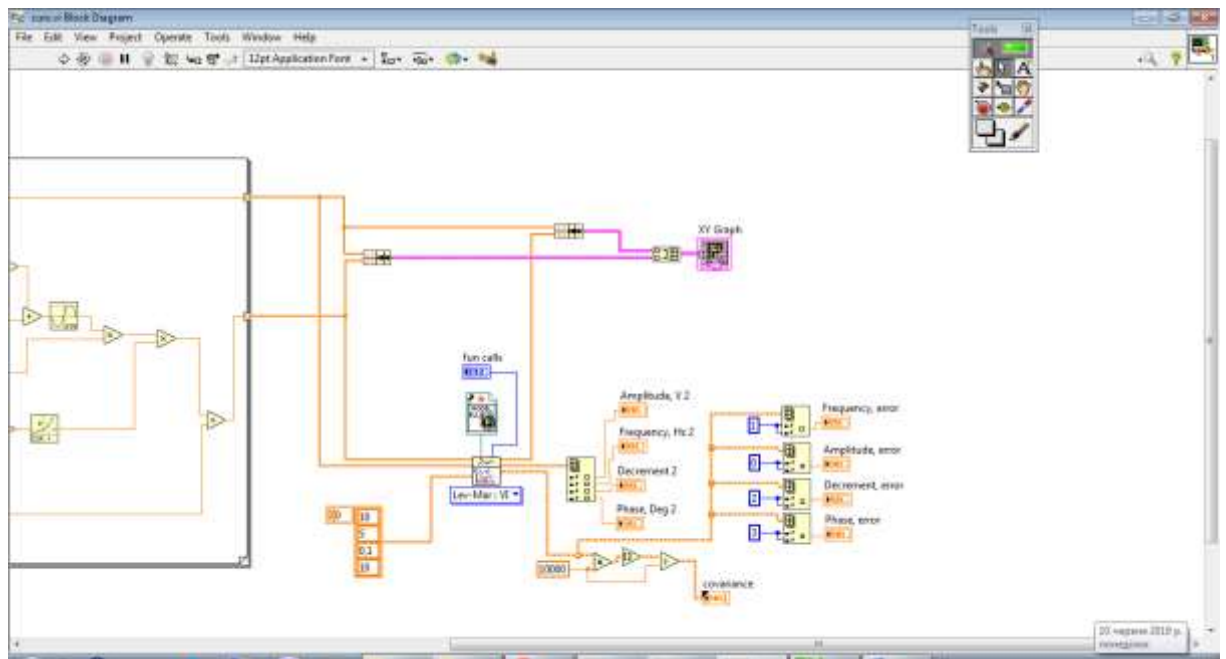 Block Diagram
File Edit View Project Operate Tools Window Help
12pt Application Font
Tools
XY Graph
fun calls
Amplitude, V 2
Frequency, Hz 2
Decrement 2
Phase, Deg 2
Frequency, error
Amplitude, error
Decrement, error
Phase, error
Lev-Mar: VI
10
5
0,1
10
1
0
2
3
10000
covariance